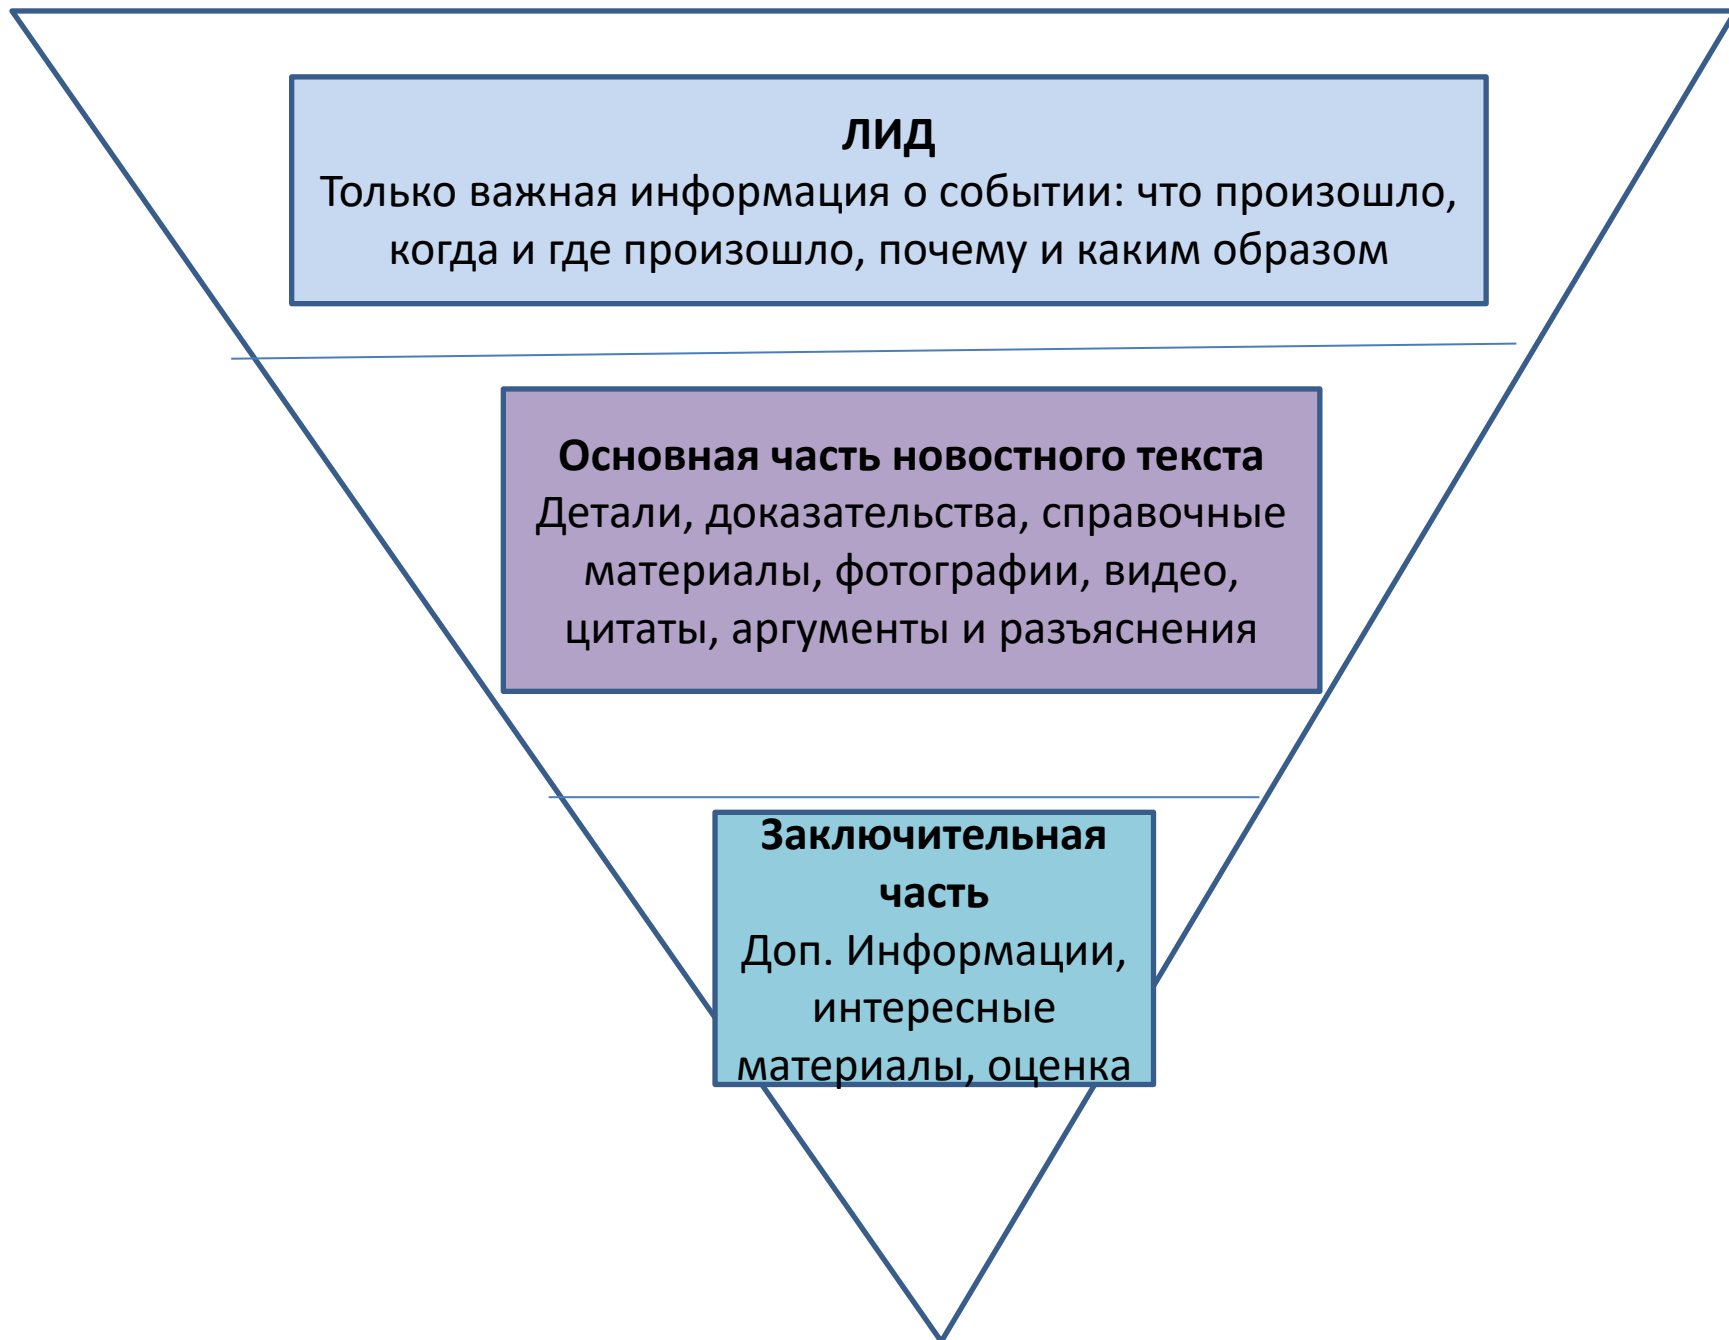 ЛИД
Только важная информация о событии: что произошло,
когда и где произошло, почему и каким образом
Основная часть новостного текста
Детали, доказательства, справочные
материалы, фотографии, видео,
цитаты, аргументы и разъяснения
Заключительная
часть
Доп. Информации,
интересные
материалы, оценка